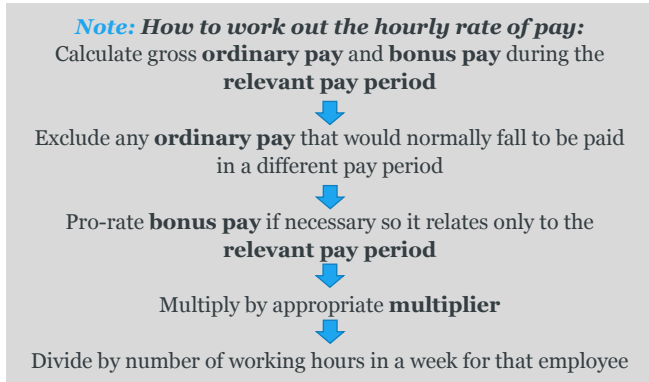 Note: How to work out the hourly rate of pay:
Calculate gross ordinary pay and bonus pay during the
relevant pay period
Exclude any ordinary pay that would normally fall to be paid
in a different pay period
Pro-rate bonus pay if necessary so it relates only to the
relevant pay period
Multiply by appropriate multiplier
Divide by number of working hours in a week for that employee